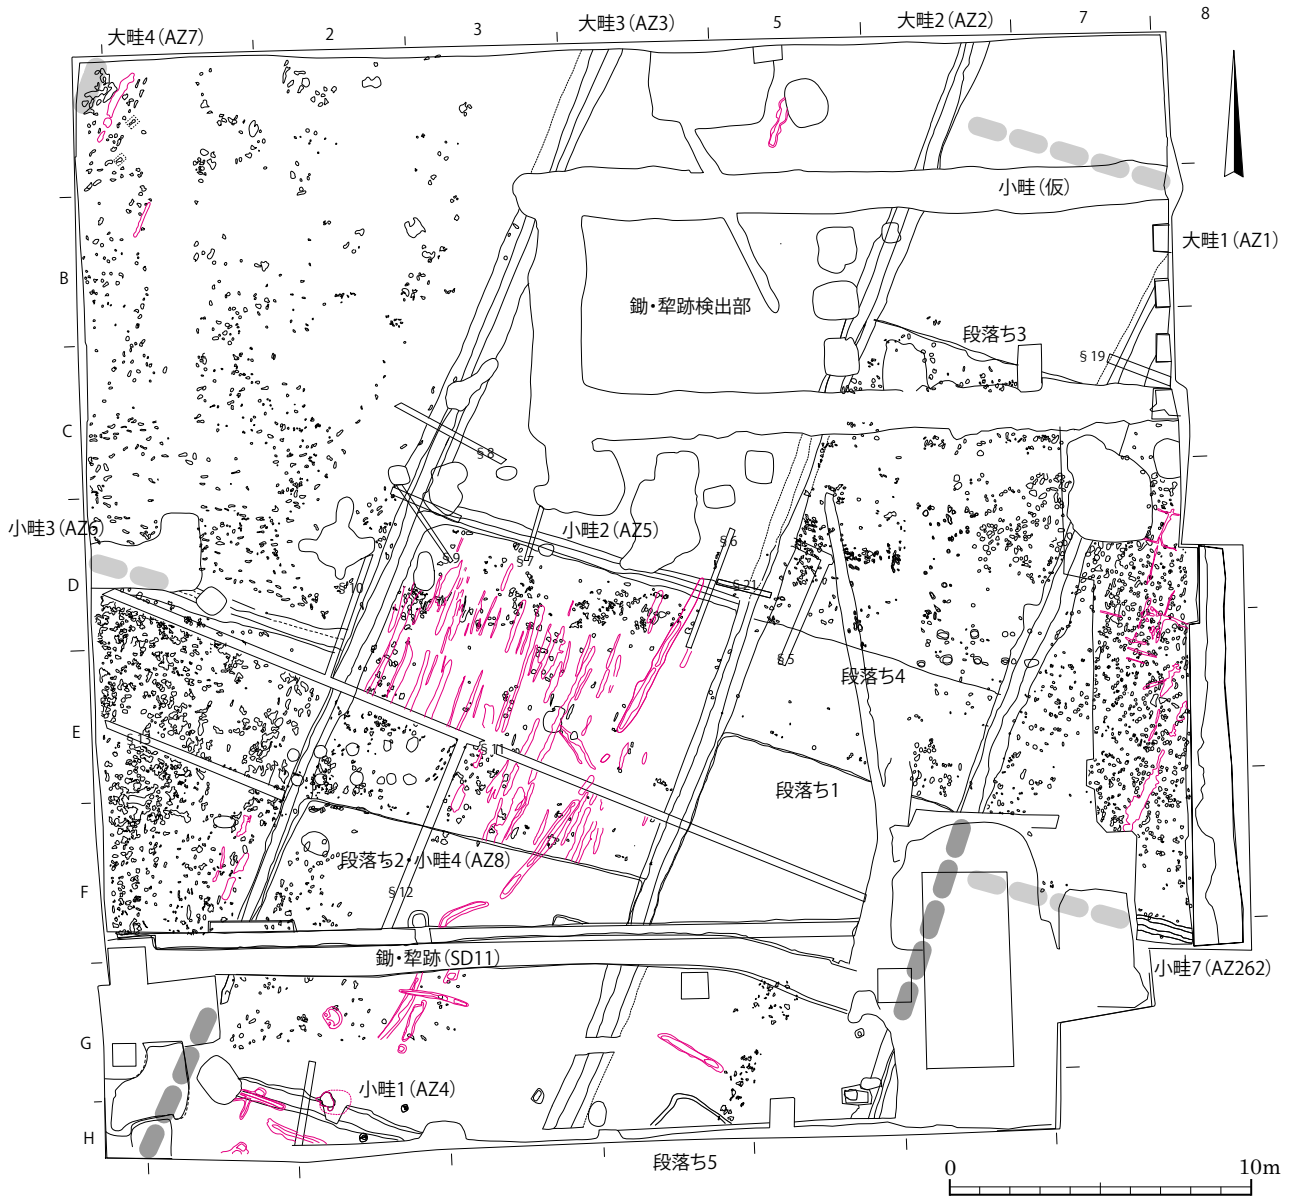 大畦4（AZ7）
2
3
大畦3（AZ3）
5
大畦2（AZ2）
7
8
小畦（仮）
大畦1（AZ1）
B
鋤・犂跡検出部
段落ち3
§19
C
§8
小畦3（AZ6）
小畦2（AZ5）
§6
§9
§
D
§10
§21
§5
段落ち4
E
§13
§11
段落ち1
段落ち2・小畦4（AZ8）
F
§12
鋤・犂跡（SD11）
小畦7（AZ262）
G
小畦1（AZ4）
H
段落ち5
0
10m